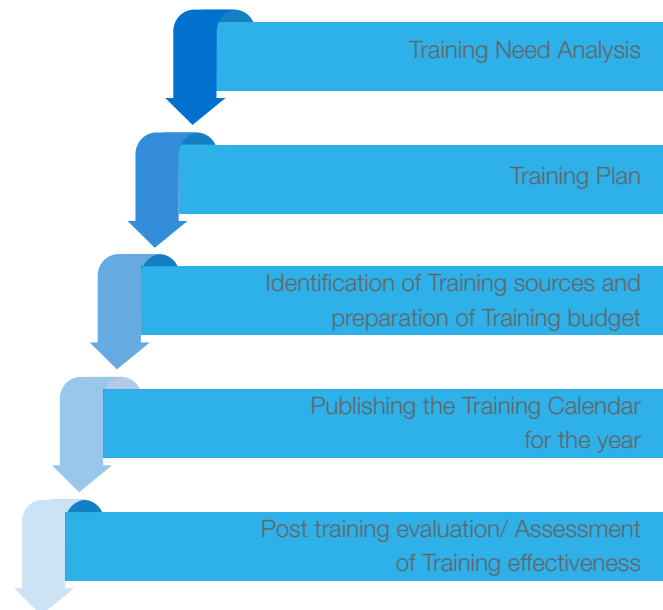 Training Need Analysis
Training Plan
Identification of Training sources and
preparation of Training budget
Publishing the Training Calendar
for the year
Post training evaluation/ Assessment
of Training effectiveness